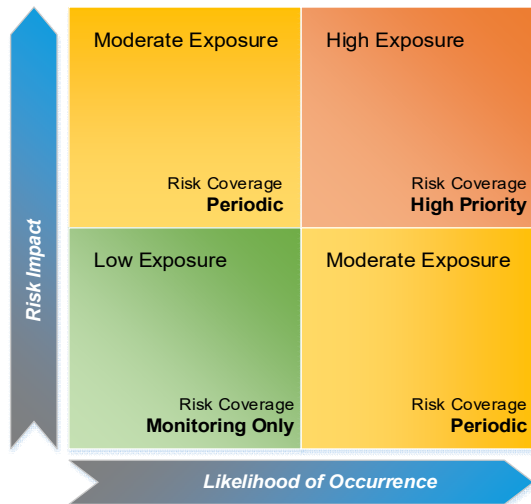 Moderate Exposure
Risk Coverage
Periodic
High Exposure
Risk Coverage
High Priority
Low Exposure
Risk Coverage
Monitoring Only
Moderate Exposure
Risk Coverage
Periodic
Risk Impact
Likelihood of Occurrence